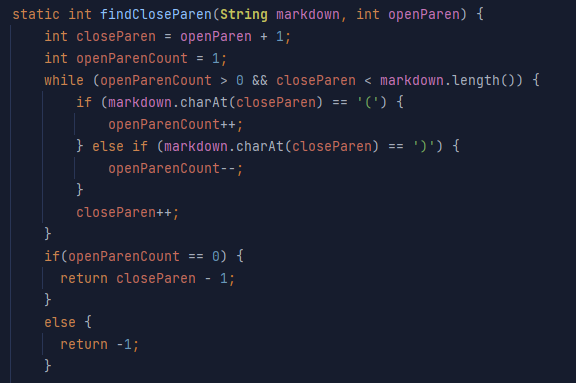 static int findCloseParen(String markdown, int openParen) {
    int closeParen = openParen + 1;
    int openParenCount = 1;
    while (openParenCount > 0 && closeParen < markdown.length()) {
        if (markdown.charAt(closeParen) == '(') {
            openParenCount++;
        } else if (markdown.charAt(closeParen) == ')') {
            openParenCount--;
        }
        closeParen++;
    }
    if(openParenCount == 0) {
      return closeParen - 1;
    }
    else {
      return -1;
    }